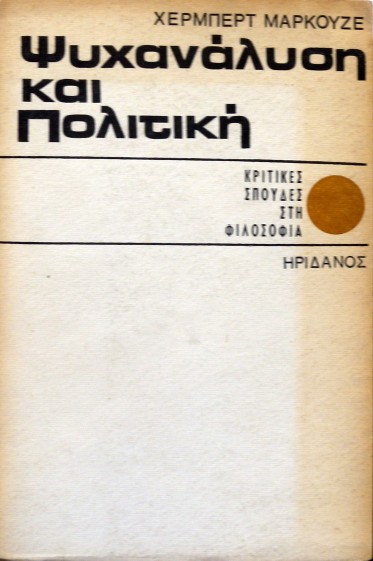 ΧΕΡΜΠΕΡΤ ΜΑΡΚΟΥΖΕ
Ψυχανάλυση
και
Πολιτική
ΚΡΙΤΙΚΕΣ
ΣΠΟΥΔΕΣ
ΣΤΗ
ΦΙΛΟΣΟΦΙΑ
ΗΡΙΔΑΝΟΣ